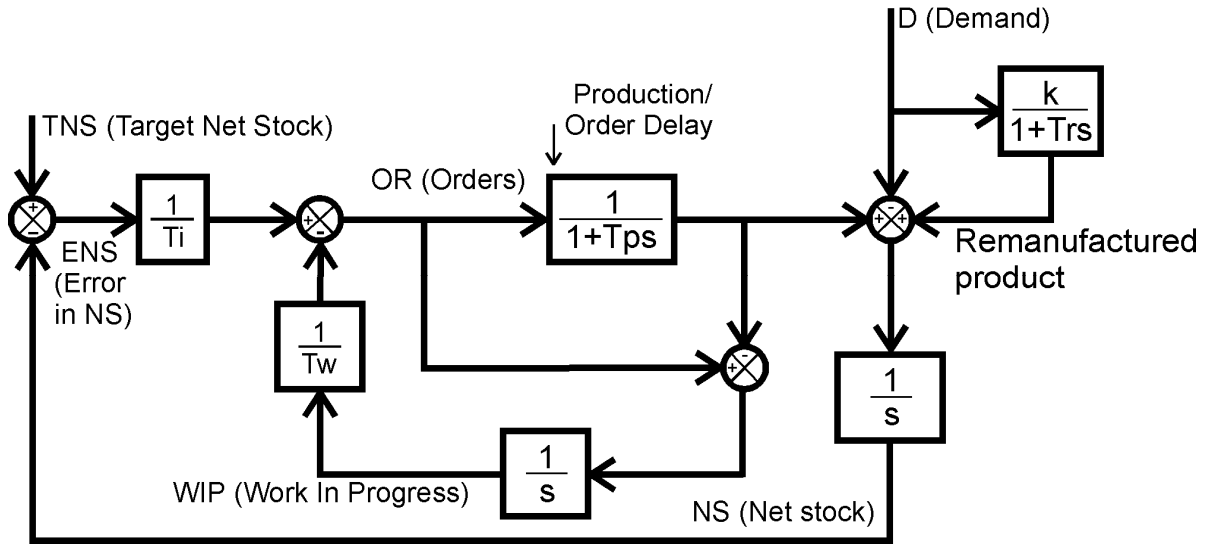 D (Demand)
k
1+Trs
Production/
Order Delay
TNS (Target Net Stock)
OR (Orders)
+
−
1
Ti
+
-
1
1+Tps
-
+
+
ENS
(Error
in NS)
Remanufactured
product
1
Tw
-
+
1
s
1
s
WIP (Work In Progress)
NS (Net stock)